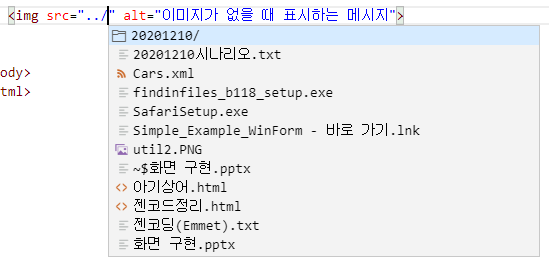 <img src="../" alt="이미지가 없을 때 표시하는 메시지">
20201210/
20201210시나리오.txt
ody>
Cars.xml
tml>
findinfiles_b118_setup.exe
SafariSetup.exe
Simple_Example_WinForm - 바로 가기.lnk
util2.PNG
~$화면 구현.pptx
아기상어.html
젠코드정리.html
젠코딩(Emmet).txt
화면 구현.pptx